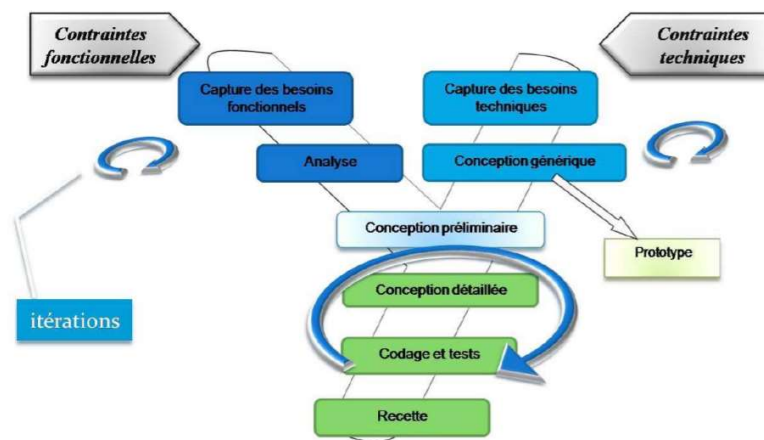 Contraintes
fonctionnelles
Contraintes
techniques
Capture des besoins
fonctionnels
Capture des besoins
techniques
Analyse
Conception générique
Conception préliminaire
Prototype
Conception détaillée
itérations
Codage et tests
Recette